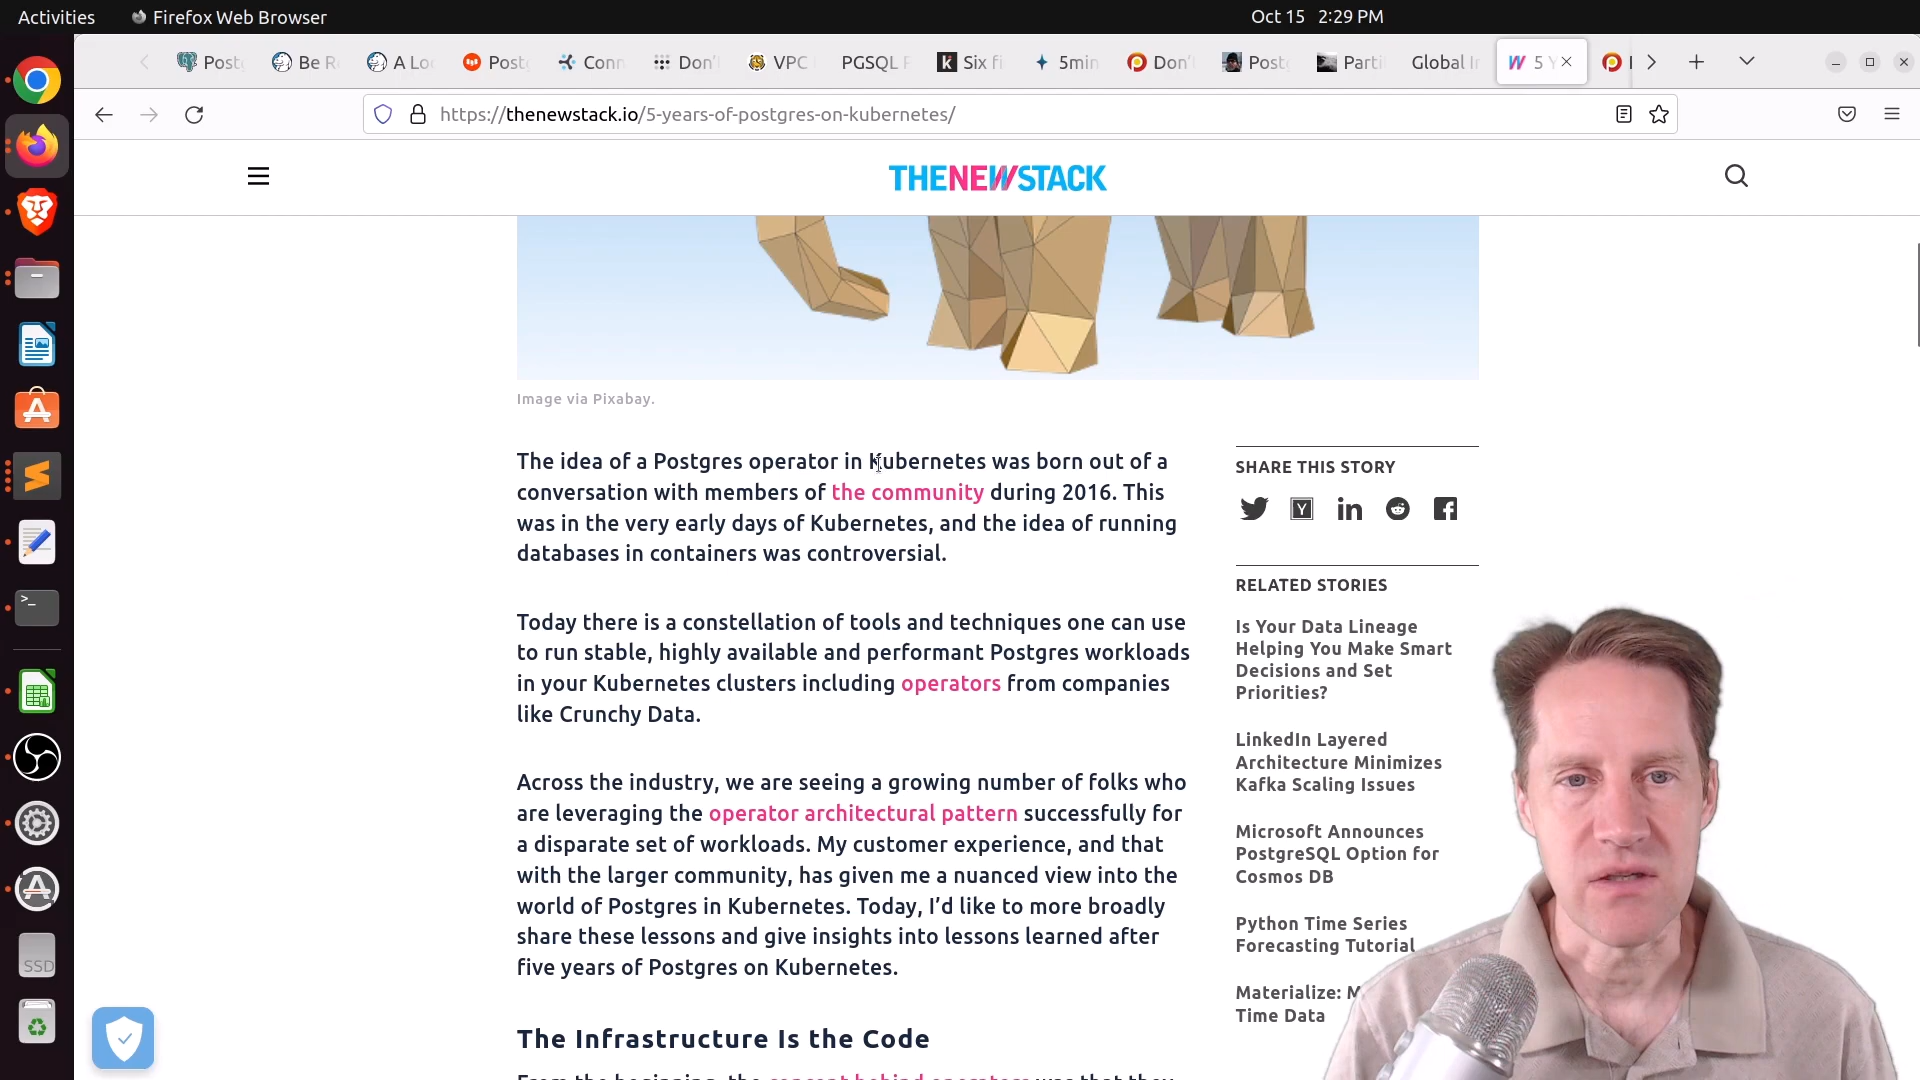 Activities
Firefox Web Browser
Oct 15 2:29 PM
Post
Be R
A Lo
Post
Conn
Don'
VPC
PGSQL
Six fi
5min
Don'
Post
Parti
Global I
5 Y
https://thenewstack.io/5-years-of-postgres-on-kubernetes/
THENEWSTACK
Image via Pixabay.
The idea of a Postgres operator in Kubernetes was born out of a
conversation with members of the community during 2016. This
was in the very early days of Kubernetes, and the idea of running
databases in containers was controversial.
Today there is a constellation of tools and techniques one can use
to run stable, highly available and performant Postgres workloads
in your Kubernetes clusters including operators from companies
like Crunchy Data.
Across the industry, we are seeing a growing number of folks who
are leveraging the operator architectural pattern successfully for
a disparate set of workloads. My customer experience, and that
with the larger community, has given me a nuanced view into the
world of Postgres in Kubernetes. Today, I'd like to more broadly
share these lessons and give insights into lessons learned after
five years of Postgres on Kubernetes.
The Infrastructure Is the Code
From the beginning, the concept behind operators was that they
SHARE THIS STORY
RELATED STORIES
Is Your Data Lineage
Helping You Make Smart
Decisions and Set
Priorities?
LinkedIn Layered
Architecture Minimizes
Kafka Scaling Issues
Microsoft Announces
PostgreSQL Option for
Cosmos DB
Python Time Series
Forecasting Tutorial
Materialize:
Time Data
SSD